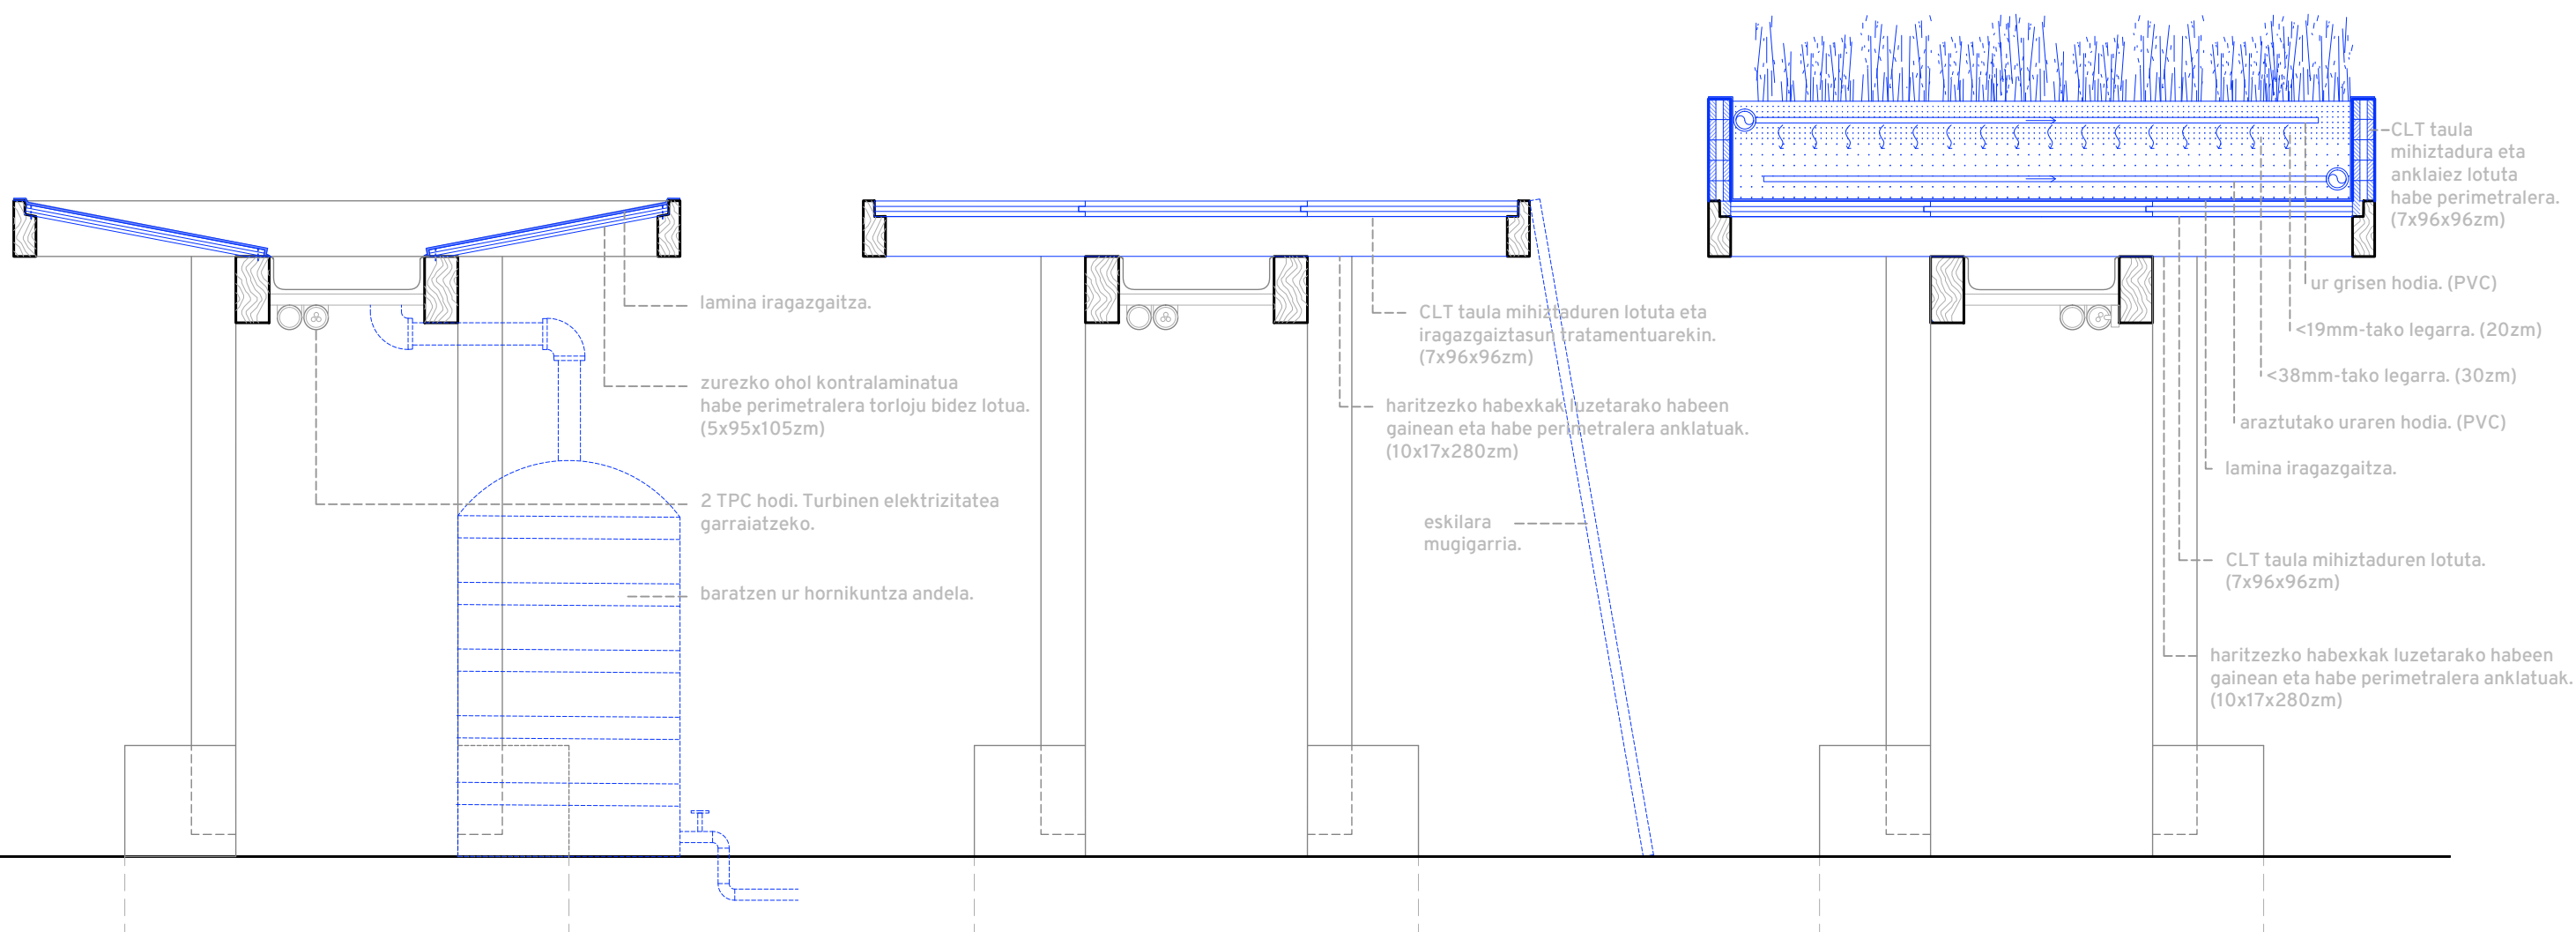 lamina iragazgaitza.
zurezko ohol kontralaminatua
habe perimetralera torloju bidez lotua.
(5x95x105zm)
2 TPC hodi. Turbinen elektrizitatea
garraiatzeko.
baratzen ur hornikuntza andela.
CLT taula mihiztaduren lotuta eta
iragazgaiztasun tratamentuarekin.
(7x96x96zm)
haritzezko habexkak luzetarako habeen
gainean eta habe perimetralera anklatuak.
(10x17x280zm)
eskilara
mugigarria.
CLT taula
mihiztadura eta
anklaiez lotuta
habe perimetralera.
(7x96x96zm)
ur grisen hodia. (PVC)
<19mm-tako legarra. (20zm)
<38mm-tako legarra. (30zm)
araztutako uraren hodia. (PVC)
lamina iragazgaitza.
CLT taula mihiztaduren lotuta.
(7x96x96zm)
haritzezko habexkak luzetarako habeen
gainean eta habe perimetralera anklatuak.
(10x17x280zm)